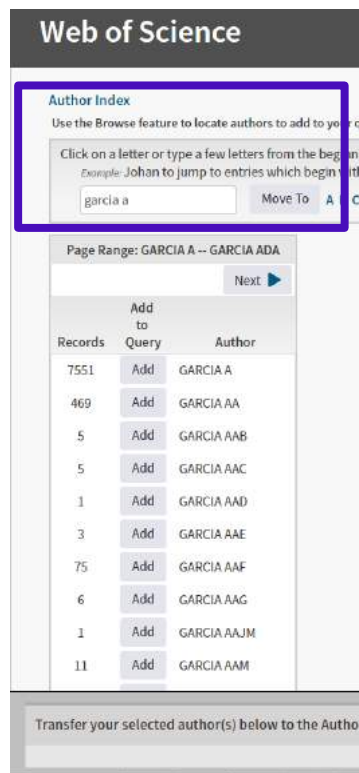 Web of Science
Author Index
Use the Browse feature to locate authors to add to your
Click on a letter or type a few letters from the
Example: Johan to jump to entries which begin
garcia a Move To A C
Page Range: GARCIA A -- GARCIA ADA
Next
Add
to
Records Query Author
7551 Add GARCIA A
469 Add GARCIA AA
5 Add GARCIA AAB
5 Add GARCIA AAC
1 Add GARCIA AAD
3 Add GARCIA AAE
75 Add GARCIA AAF
6 Add GARCIA AAG
1 Add GARCIA AAJM
11 Add GARCIA AAM
Transfer your selected author(s) below to the Autho